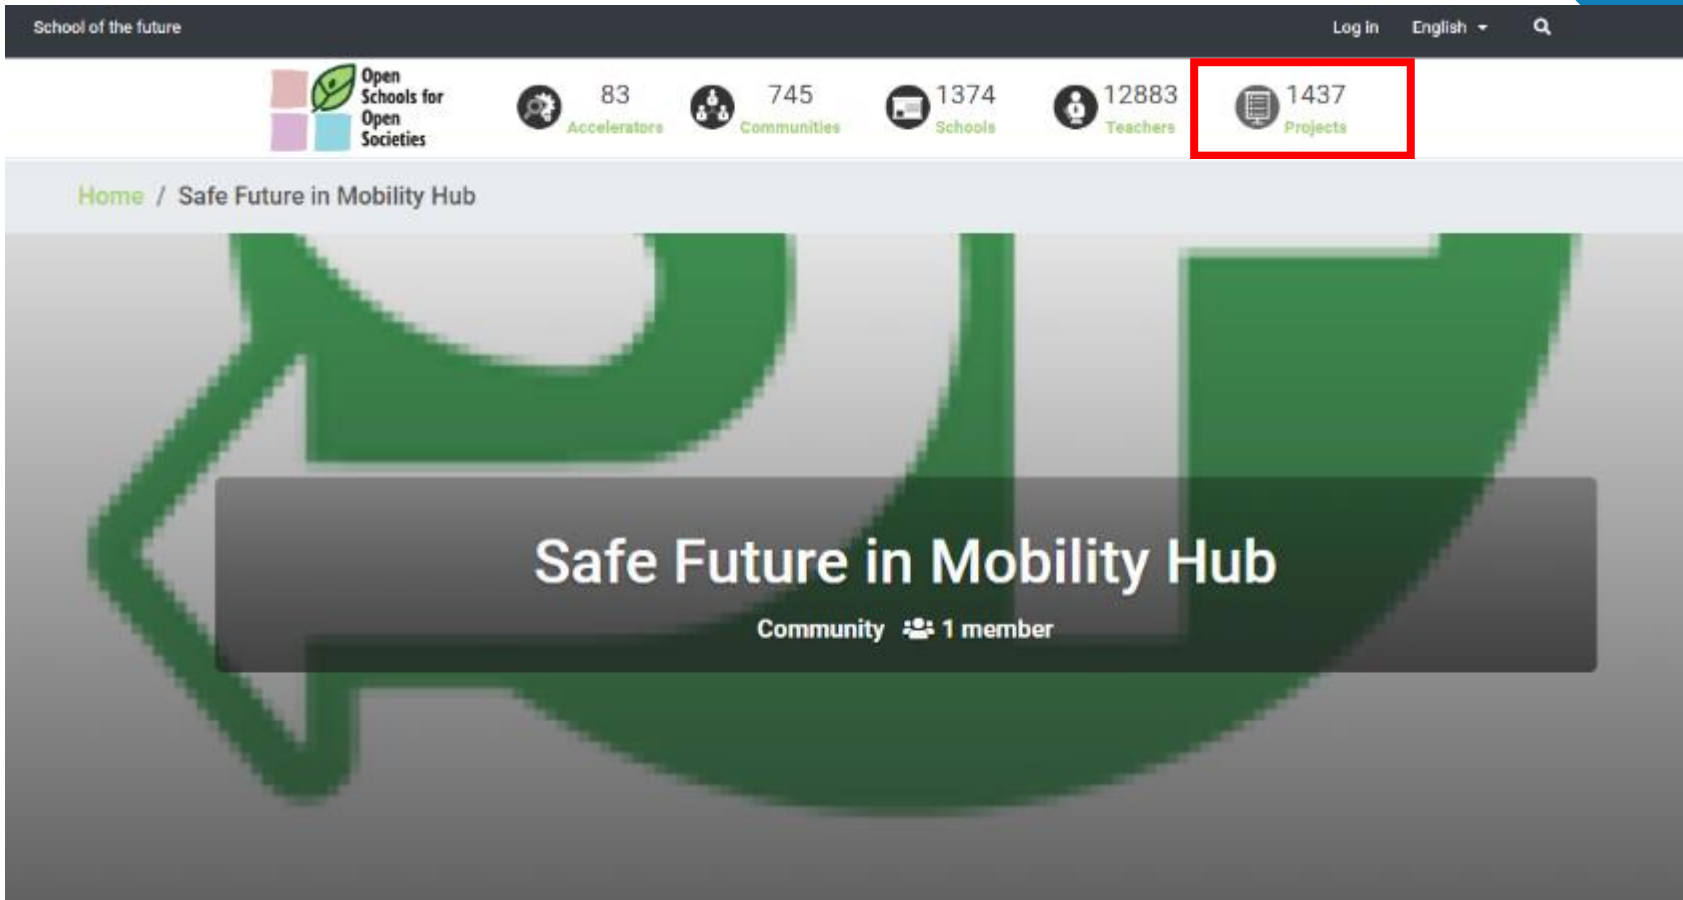 School of the future
Log in English
Open
Schools for
Open
Societies
83
Accelerators
745
Communities
1374
Schools
12883
Teachers
1437
Projects
Home / Safe Future in Mobility Hub
Safe Future in Mobility Hub
Community 1 member